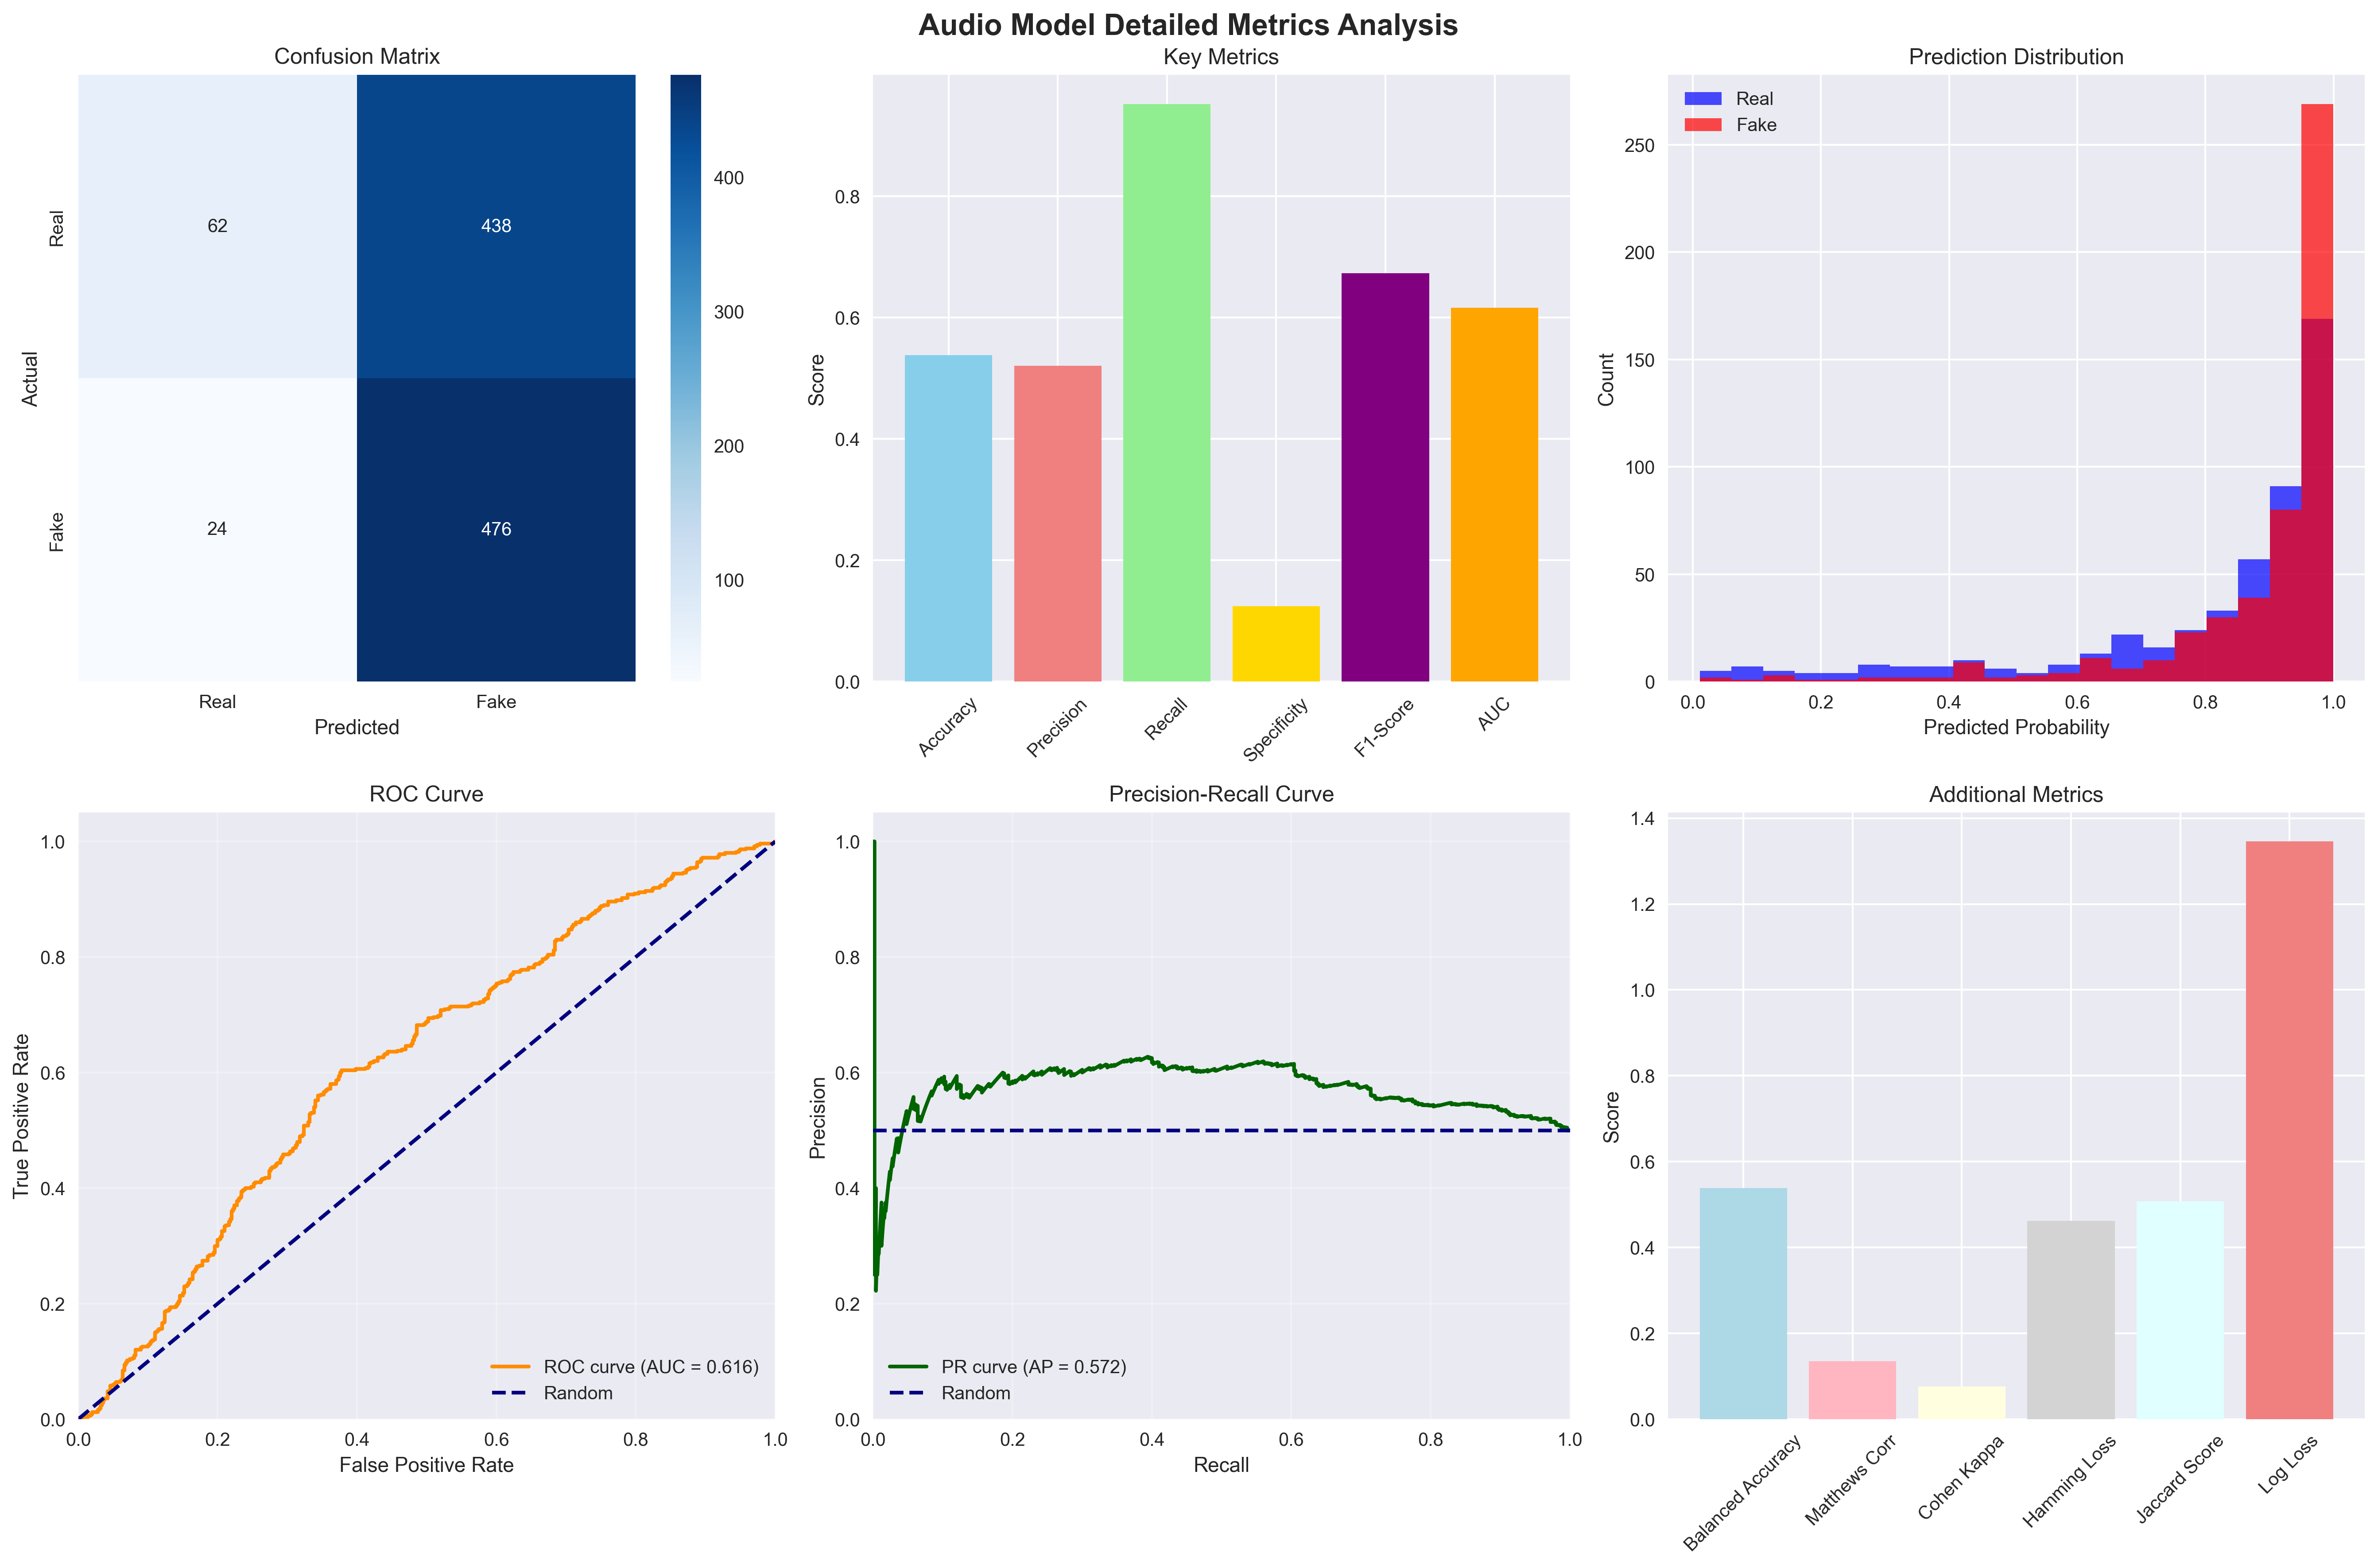 Audio Model Detailed Metrics Analysis
Confusion Matrix
Actual
Real
Fake
62
438
24
476
Real
Fake
Predicted
400
300
200
100
Key Metrics
Score
0.8
0.6
0.4
0.2
0.0
Accuracy
Precision
Recall
Specificity
F1-Score
AUC
Prediction Distribution
Real
Fake
Count
250
200
150
100
50
0
0.0
0.2
0.4
0.6
0.8
1.0
Predicted Probability
ROC Curve
True Positive Rate
1.0
0.8
0.6
0.4
0.2
0.0
ROC curve (AUC = 0.616)
Random
0.0
0.2
0.4
0.6
0.8
1.0
False Positive Rate
Precision-Recall Curve
Precision
1.0
0.8
0.6
0.4
0.2
0.0
PR curve (AP = 0.572)
Random
0.0
0.2
0.4
0.6
0.8
1.0
Recall
Additional Metrics
Score
1.4
1.2
1.0
0.8
0.6
0.4
0.2
0.0
Balanced Accuracy
Matthews Corr
Cohen Kappa
Hamming Loss
Jaccard Score
Log Loss